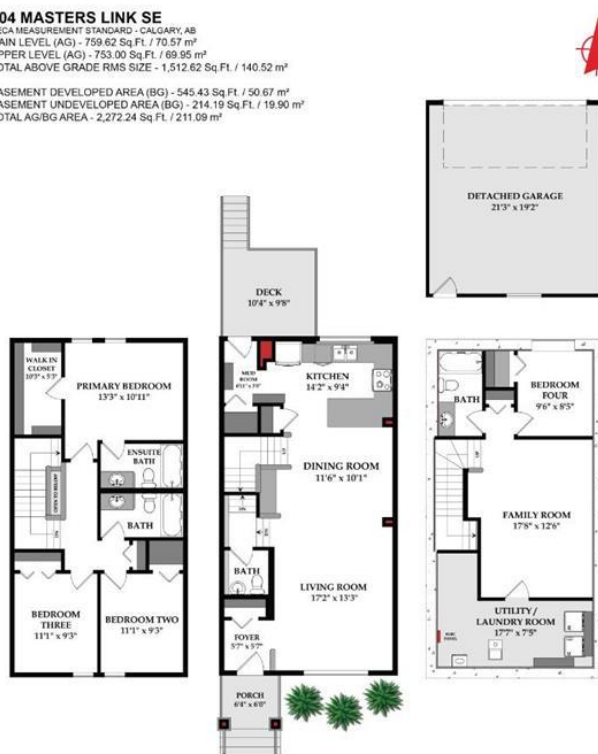 04 MASTERS LINK SE
ECA MEASUREMENT STANDARD - CALGARY, AB
AIN LEVEL (AG) - 759.62 Sq.Ft. / 70.57 m²
PPER LEVEL (AG) - 753.00 Sq.Ft. / 69.95 m²
OTAL ABOVE GRADE RMS SIZE - 1,512.62 Sq.Ft. / 140.52 m²
ASEMENT DEVELOPED AREA (BG) - 545.43 Sq.Ft. / 50.67 m²
ASEMENT UNDEVELOPED AREA (BG) - 214.19 Sq.Ft. / 19.90 m²
OTAL AG/BG AREA - 2,272.24 Sq.Ft. / 211.09 m²
DETACHED GARAGE
21'3" x 19'2"
DECK
10'4" x 9'8"
WALK IN
CLOSET
10'3" x 5'3"
PRIMARY BEDROOM
13'3" x 10'11"
ENSUITE
BATH
BATH
DN
BEDROOM
THREE
11'1" x 9'3"
BEDROOM TWO
11'1" x 9'3"
MUD
ROOM
KITCHEN
14'2" x 9'4"
DINING ROOM
11'6" x 10'1"
UP
DN
BATH
LIVING ROOM
17'2" x 13'3"
FOYER
5'7" x 5'7"
PORCH
6'4" x 6'0"
BATH
BEDROOM
FOUR
9'6" x 8'5"
UP
FAMILY ROOM
17'8" x 12'6"
UTILITY /
LAUNDRY ROOM
17'7" x 7'5"
ELEC
PANEL